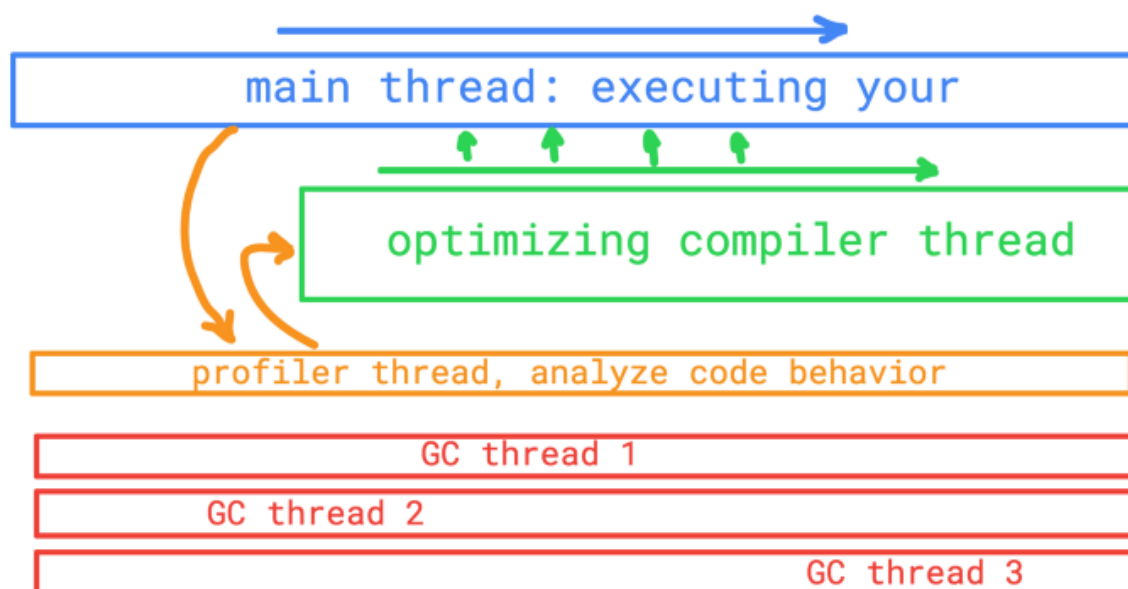 main thread: executing your
optimizing compiler thread
profiler thread, analyze code behavior
GC thread 1
GC thread 2
GC thread 3